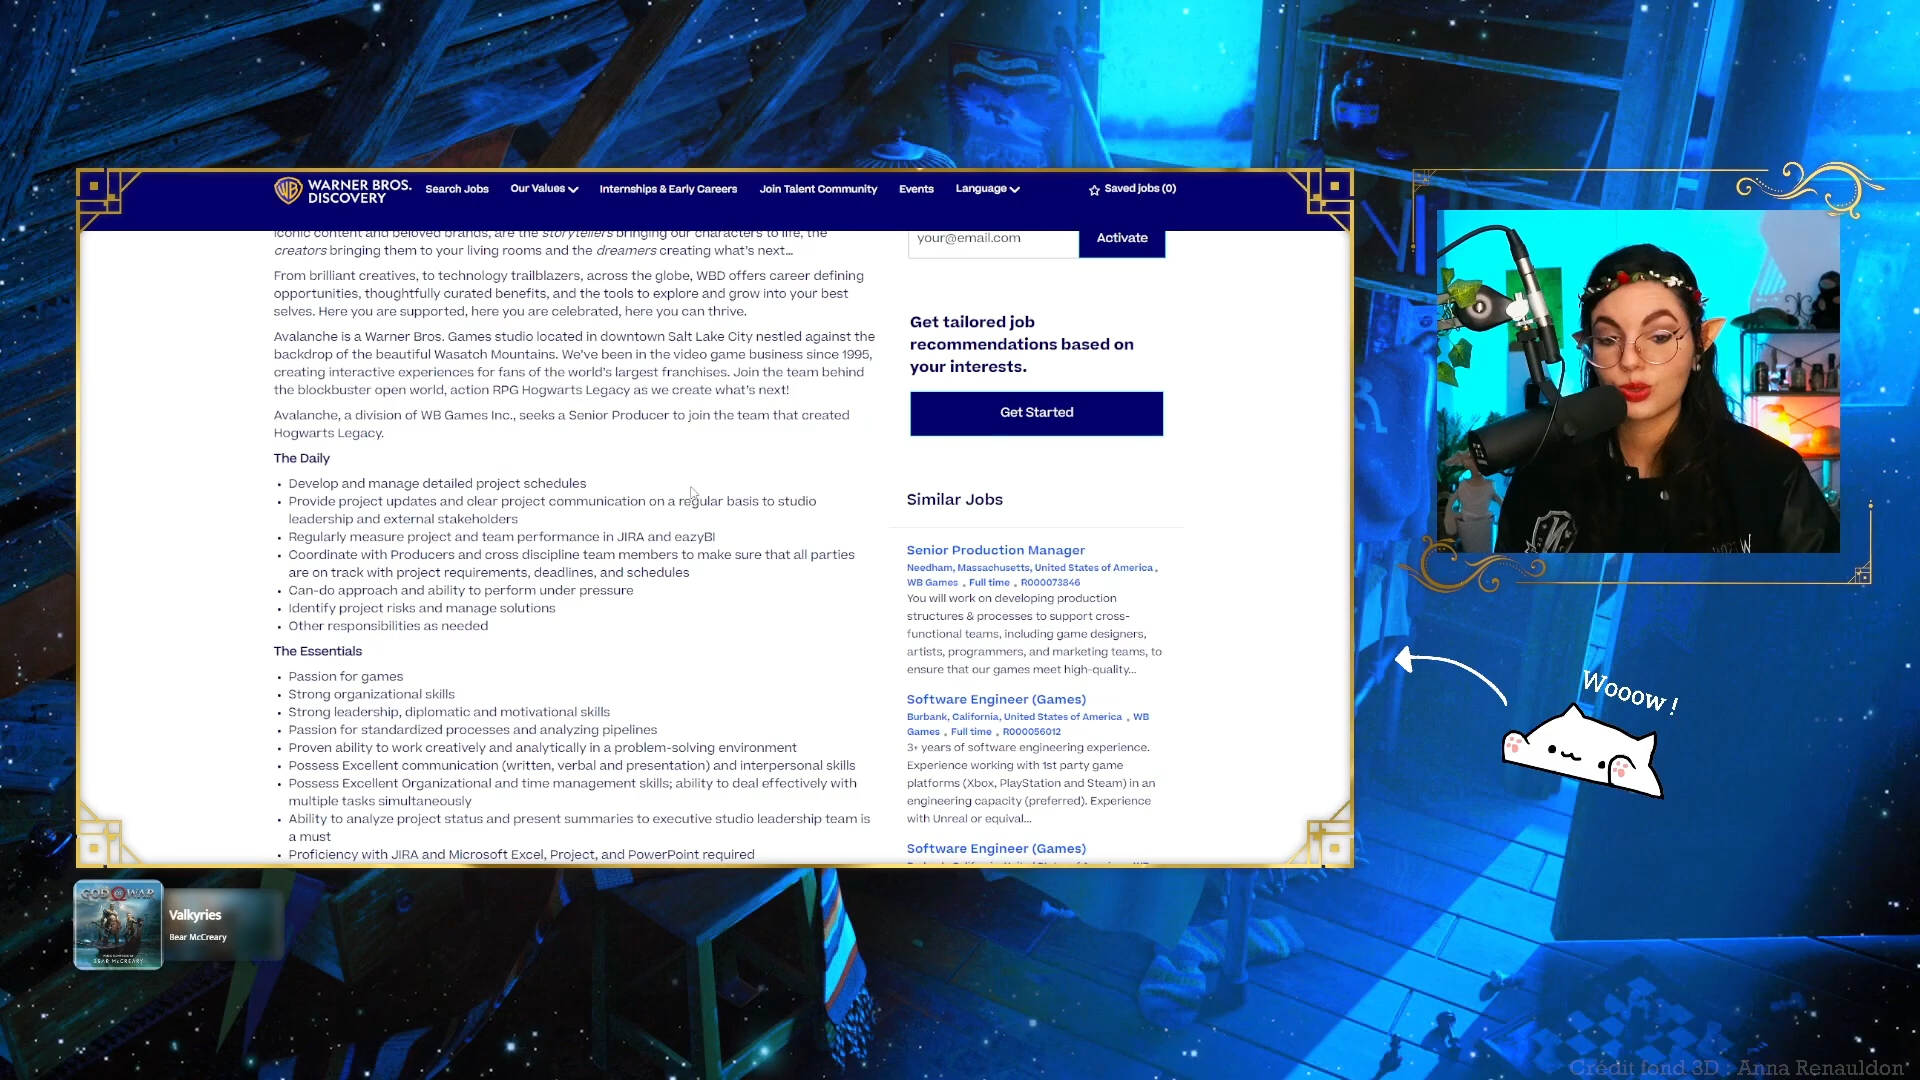 WARNER BROS.
DISCOVERY
Search Jobs
Our Values
Internships & Early Careers
Join Talent Community
Events
Language
Saved jobs (0)
iconic content and beloved brands, are the storytellers bringing our characters to life, the
creators bringing them to your living rooms and the dreamers creating what's next...
From brilliant creatives, to technology trailblazers, across the globe, WBD offers career defining
opportunities, thoughtfully curated benefits, and the tools to explore and grow into your best
selves. Here you are supported, here you are celebrated, here you can thrive.
Avalanche is a Warner Bros. Games studio located in downtown Salt Lake City nestled against the
backdrop of the beautiful Wasatch Mountains. We've been in the video game business since 1995,
creating interactive experiences for fans of the world's largest franchises. Join the team behind
the blockbuster open world, action RPG Hogwarts Legacy as we create what's next!
Avalanche, a division of WB Games Inc., seeks a Senior Producer to join the team that created
Hogwarts Legacy.
The Daily
• Develop and manage detailed project schedules
• Provide project updates and clear project communication on a regular basis to studio
leadership and external stakeholders
• Regularly measure project and team performance in JIRA and eazyBI
• Coordinate with Producers and cross discipline team members to make sure that all parties
are on track with project requirements, deadlines, and schedules
• Can-do approach and ability to perform under pressure
• Identify project risks and manage solutions
• Other responsibilities as needed
The Essentials
• Passion for games
• Strong organizational skills
• Strong leadership, diplomatic and motivational skills
• Passion for standardized processes and analyzing pipelines
• Proven ability to work creatively and analytically in a problem-solving environment
• Possess Excellent communication (written, verbal and presentation) and interpersonal skills
• Possess Excellent Organizational and time management skills; ability to deal effectively with
multiple tasks simultaneously
• Ability to analyze project status and present summaries to executive studio leadership team is
a must
• Proficiency with JIRA and Microsoft Excel, Project, and PowerPoint required
your@email.com
Activate
Get tailored job
recommendations based on
your interests.
Get Started
Similar Jobs
Senior Production Manager
Needham, Massachusetts, United States of America
WB Games • Full time • R000073846
You will work on developing production
structures & processes to support cross-
functional teams, including game designers,
artists, programmers, and marketing teams, to
ensure that our games meet high-quality...
Software Engineer (Games)
Burbank, California, United States of America • WB
Games • Full time • R000056012
3+ years of software engineering experience.
Experience working with 1st party game
platforms (Xbox, PlayStation and Steam) in an
engineering capacity (preferred). Experience
with Unreal or equival...
Software Engineer (Games)
Wooow !
GOD OF WAR
BEAR McCREARY
Valkyries
Bear McCreary
Crédit fond 3D : Anna Renauldon